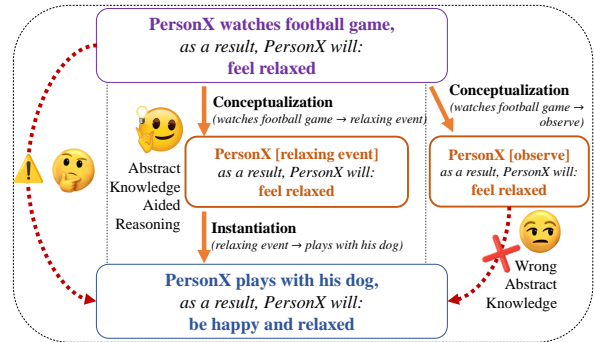 PersonX watches football game,
as a result, PersonX will:
feel relaxed
Conceptualization
(watches football game → relaxing event)
Conceptualization
(watches football game →
observe)
Abstract
Knowledge
Aided
Reasoning
PersonX [relaxing event]
as a result, PersonX will:
feel relaxed
PersonX [observe]
as a result, PersonX will:
feel relaxed
Instantiation
(relaxing event → plays with his dog)
Wrong
Abstract
Knowledge
PersonX plays with his dog,
as a result, PersonX will:
be happy and relaxed